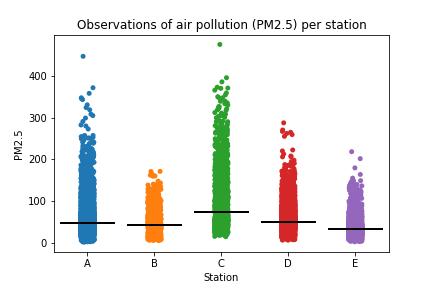 Observations of air pollution (PM2.5) per station
PM2.5
400
300
200
100
0
A B C D E
Station